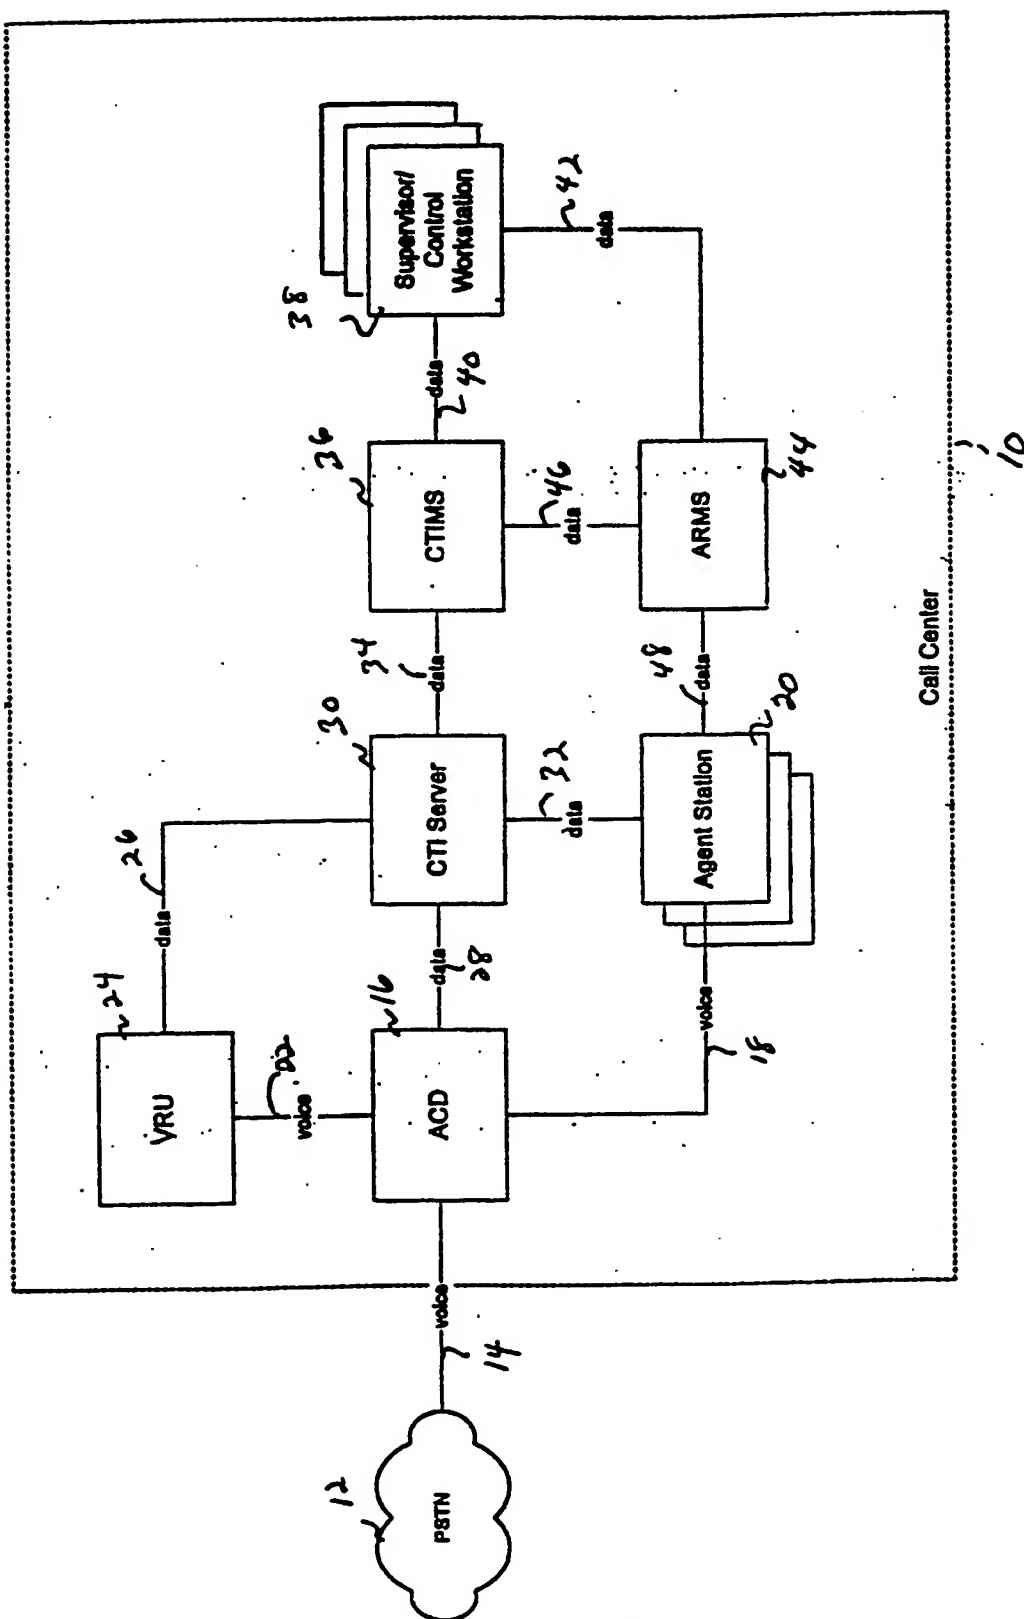 12
PSTN
14
voice
VRU
24
22
voice
ACD
16
18
voice
data
26
data
28
CTI Server
30
data
32
Agent Station
20
data
34
data
48
CTIMS
36
data
46
ARMS
44
data
40
Supervisor/
Control
Workstation
38
data
42
Call Center
10